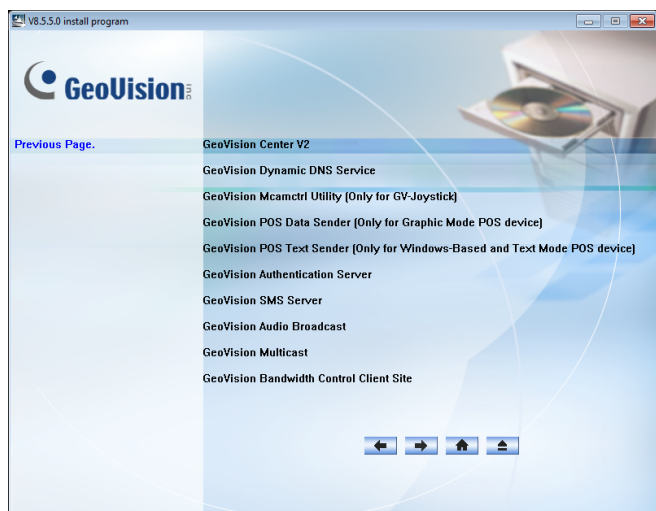 V8.5.5.0 install program
GeoVision inc
Previous Page.
GeoVision Center V2
GeoVision Dynamic DNS Service
GeoVision Mcamctrl Utility (Only for GV-Joystick)
GeoVision POS Data Sender (Only for Graphic Mode POS device)
GeoVision POS Text Sender (Only for Windows-Based and Text Mode POS device)
GeoVision Authentication Server
GeoVision SMS Server
GeoVision Audio Broadcast
GeoVision Multicast
GeoVision Bandwidth Control Client Site